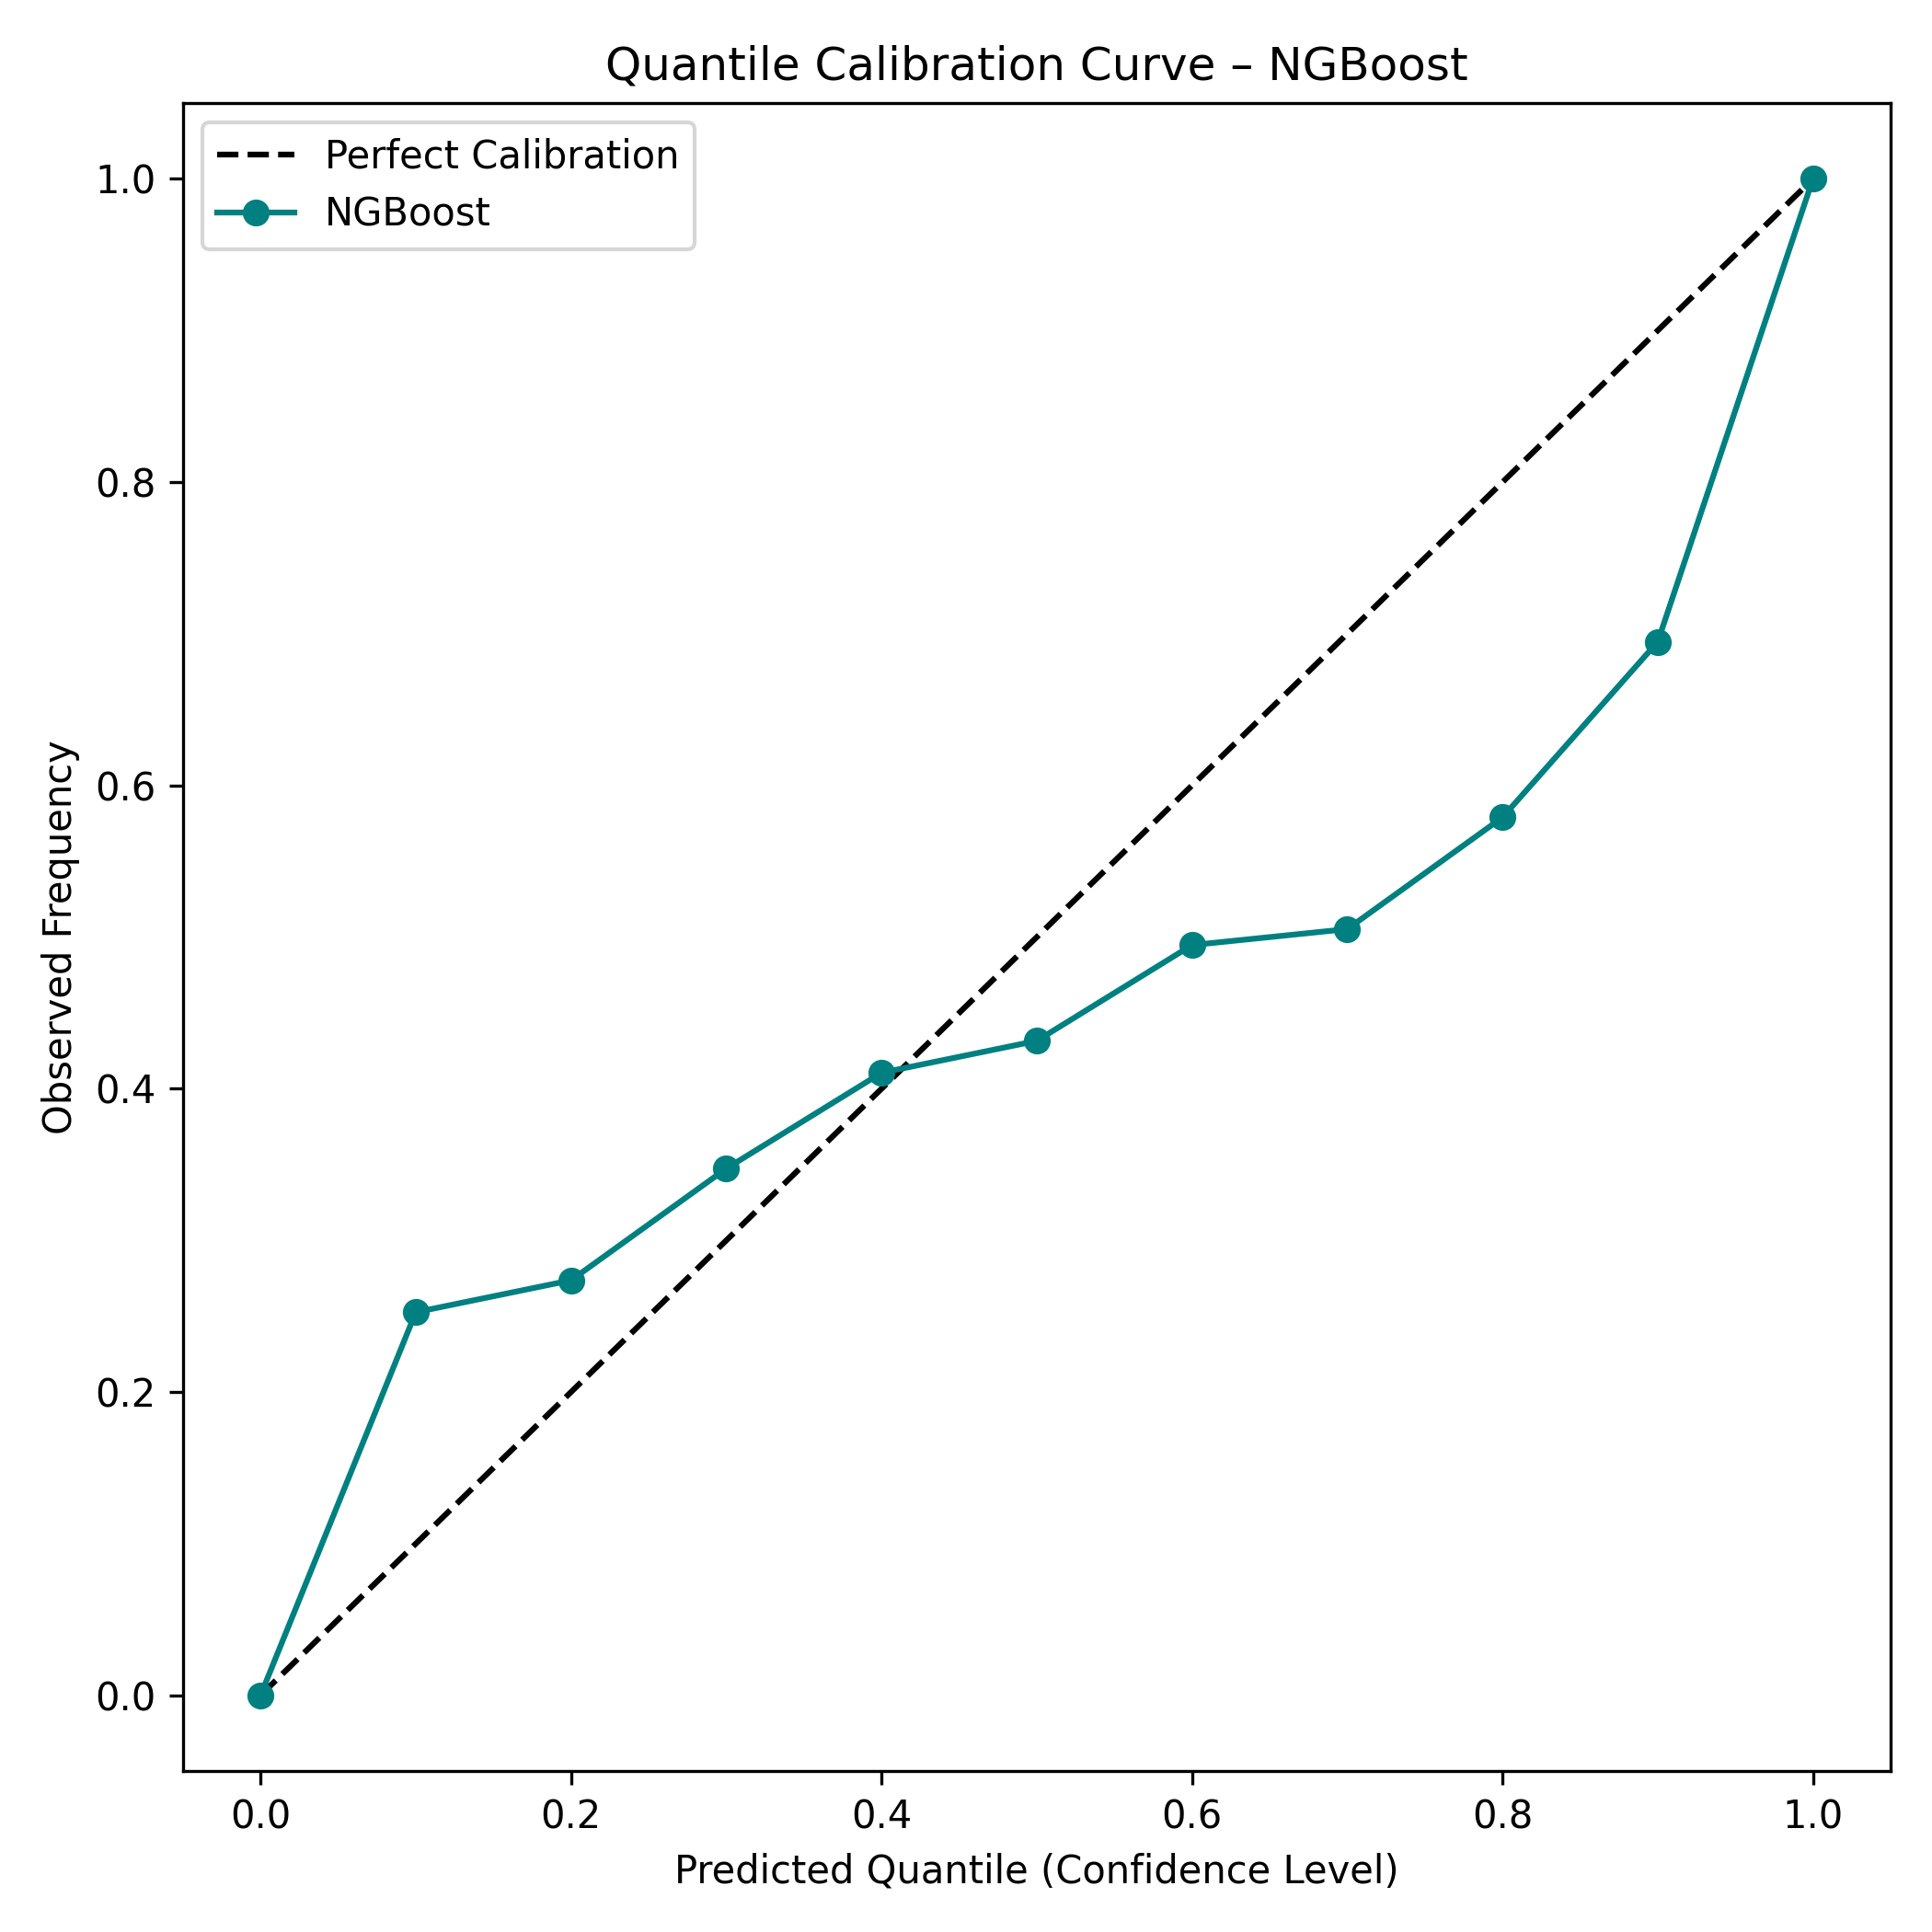 Quantile Calibration Curve – NGBoost
Perfect Calibration
NGBoost
1.0
0.8
0.6
0.4
0.2
0.0
Observed Frequency
0.0 0.2 0.4 0.6 0.8 1.0
Predicted Quantile (Confidence Level)